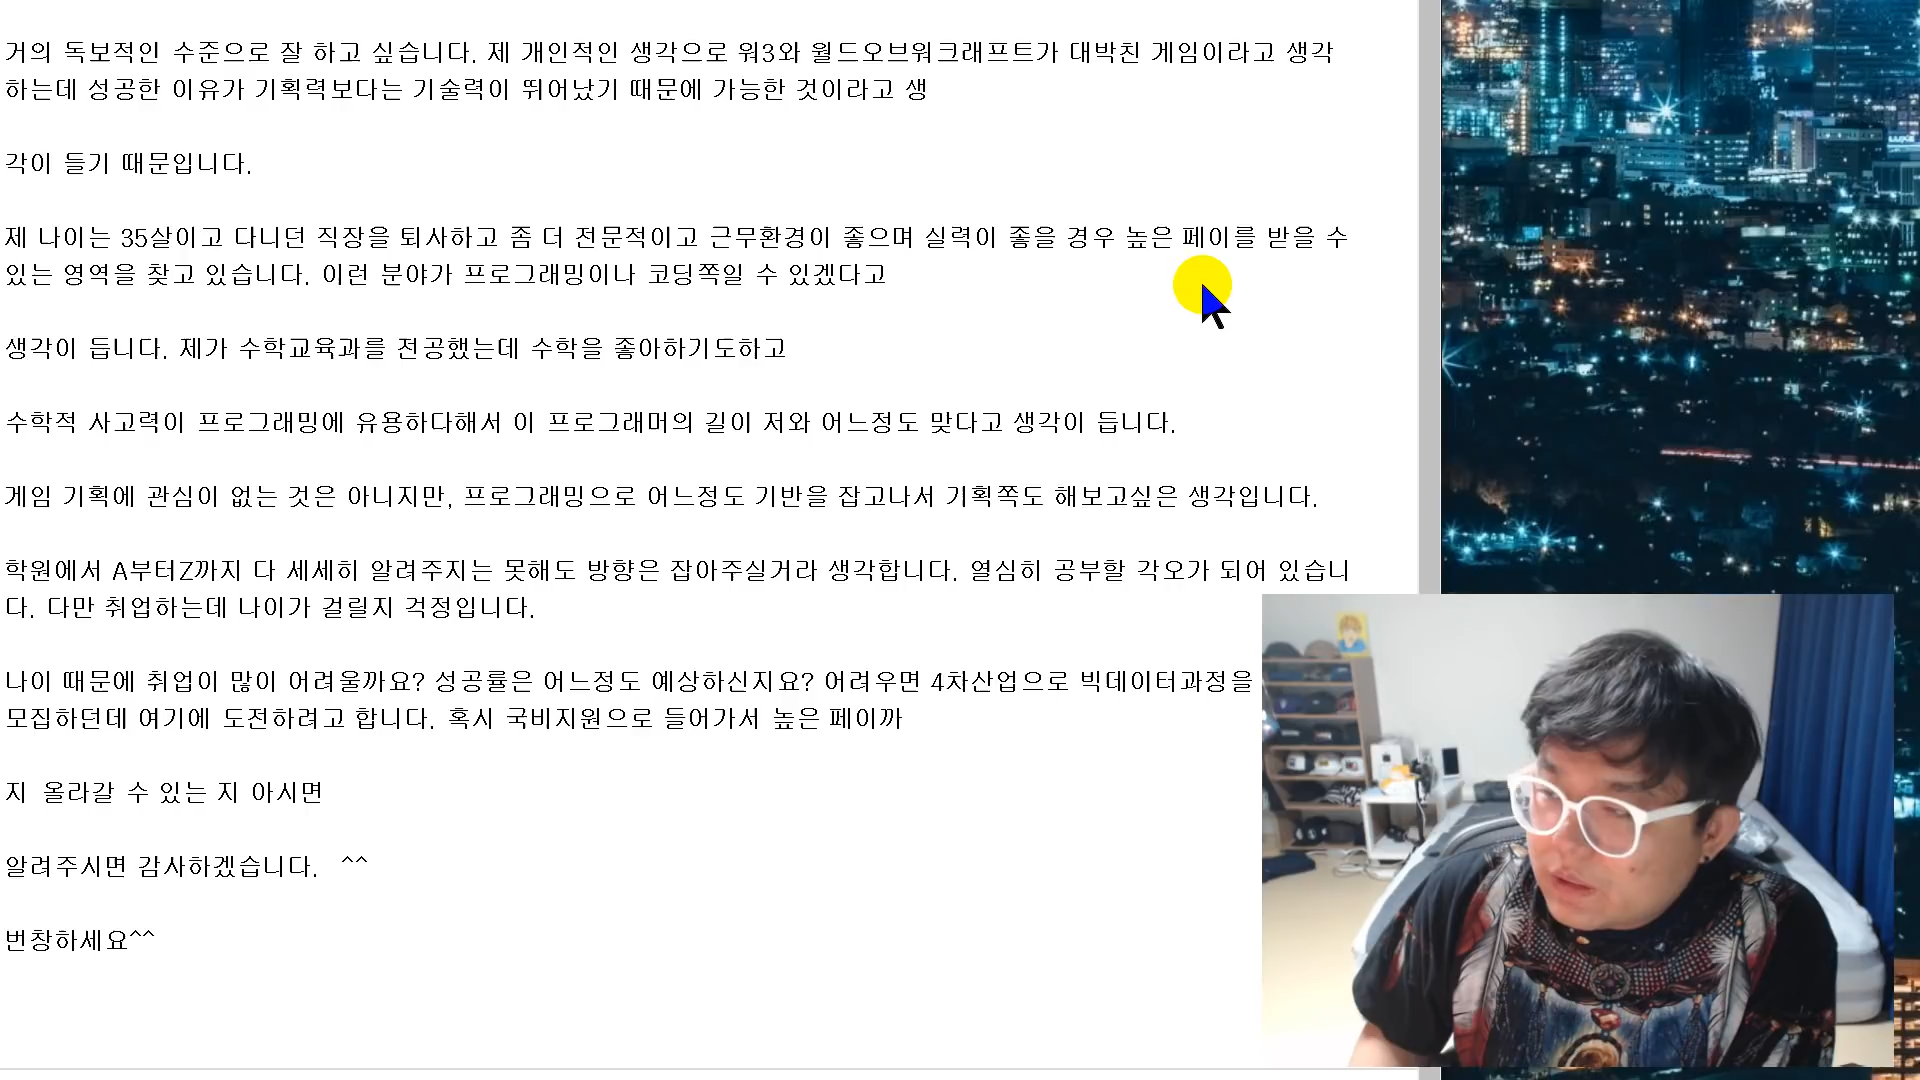 거의 독보적인 수준으로 잘 하고 싶습니다. 제 개인적인 생각으로 워3와 월드오브워크래프트가 대박친 게임이라고 생각
하는데 성공한 이유가 기획력보다는 기술력이 뛰어났기 때문에 가능한 것이라고 생
각이 들기 때문입니다.
제 나이는 35살이고 다니던 직장을 퇴사하고 좀 더 전문적이고 근무환경이 좋으며 실력이 좋을 경우 높은 페이를 받을 수
있는 영역을 찾고 있습니다. 이런 분야가 프로그래밍이나 코딩쪽일 수 있겠다고
생각이 듭니다. 제가 수학교육과를 전공했는데 수학을 좋아하기도하고
수학적 사고력이 프로그래밍에 유용하다해서 이 프로그래머의 길이 저와 어느정도 맞다고 생각이 듭니다.
게임 기획에 관심이 없는 것은 아니지만, 프로그래밍으로 어느정도 기반을 잡고나서 기획쪽도 해보고싶은 생각입니다.
학원에서 A부터Z까지 다 세세히 알려주지는 못해도 방향은 잡아주실거라 생각합니다. 열심히 공부할 각오가 되어 있습니
다. 다만 취업하는데 나이가 걸릴지 걱정입니다.
나이 때문에 취업이 많이 어려울까요? 성공률은 어느정도 예상하신지요? 어려우면 4차산업으로 빅데이터과정을
모집하던데 여기에 도전하려고 합니다. 혹시 국비지원으로 들어가서 높은 페이까
지 올라갈 수 있는 지 아시면
알려주시면 감사하겠습니다. ^^
번창하세요^^